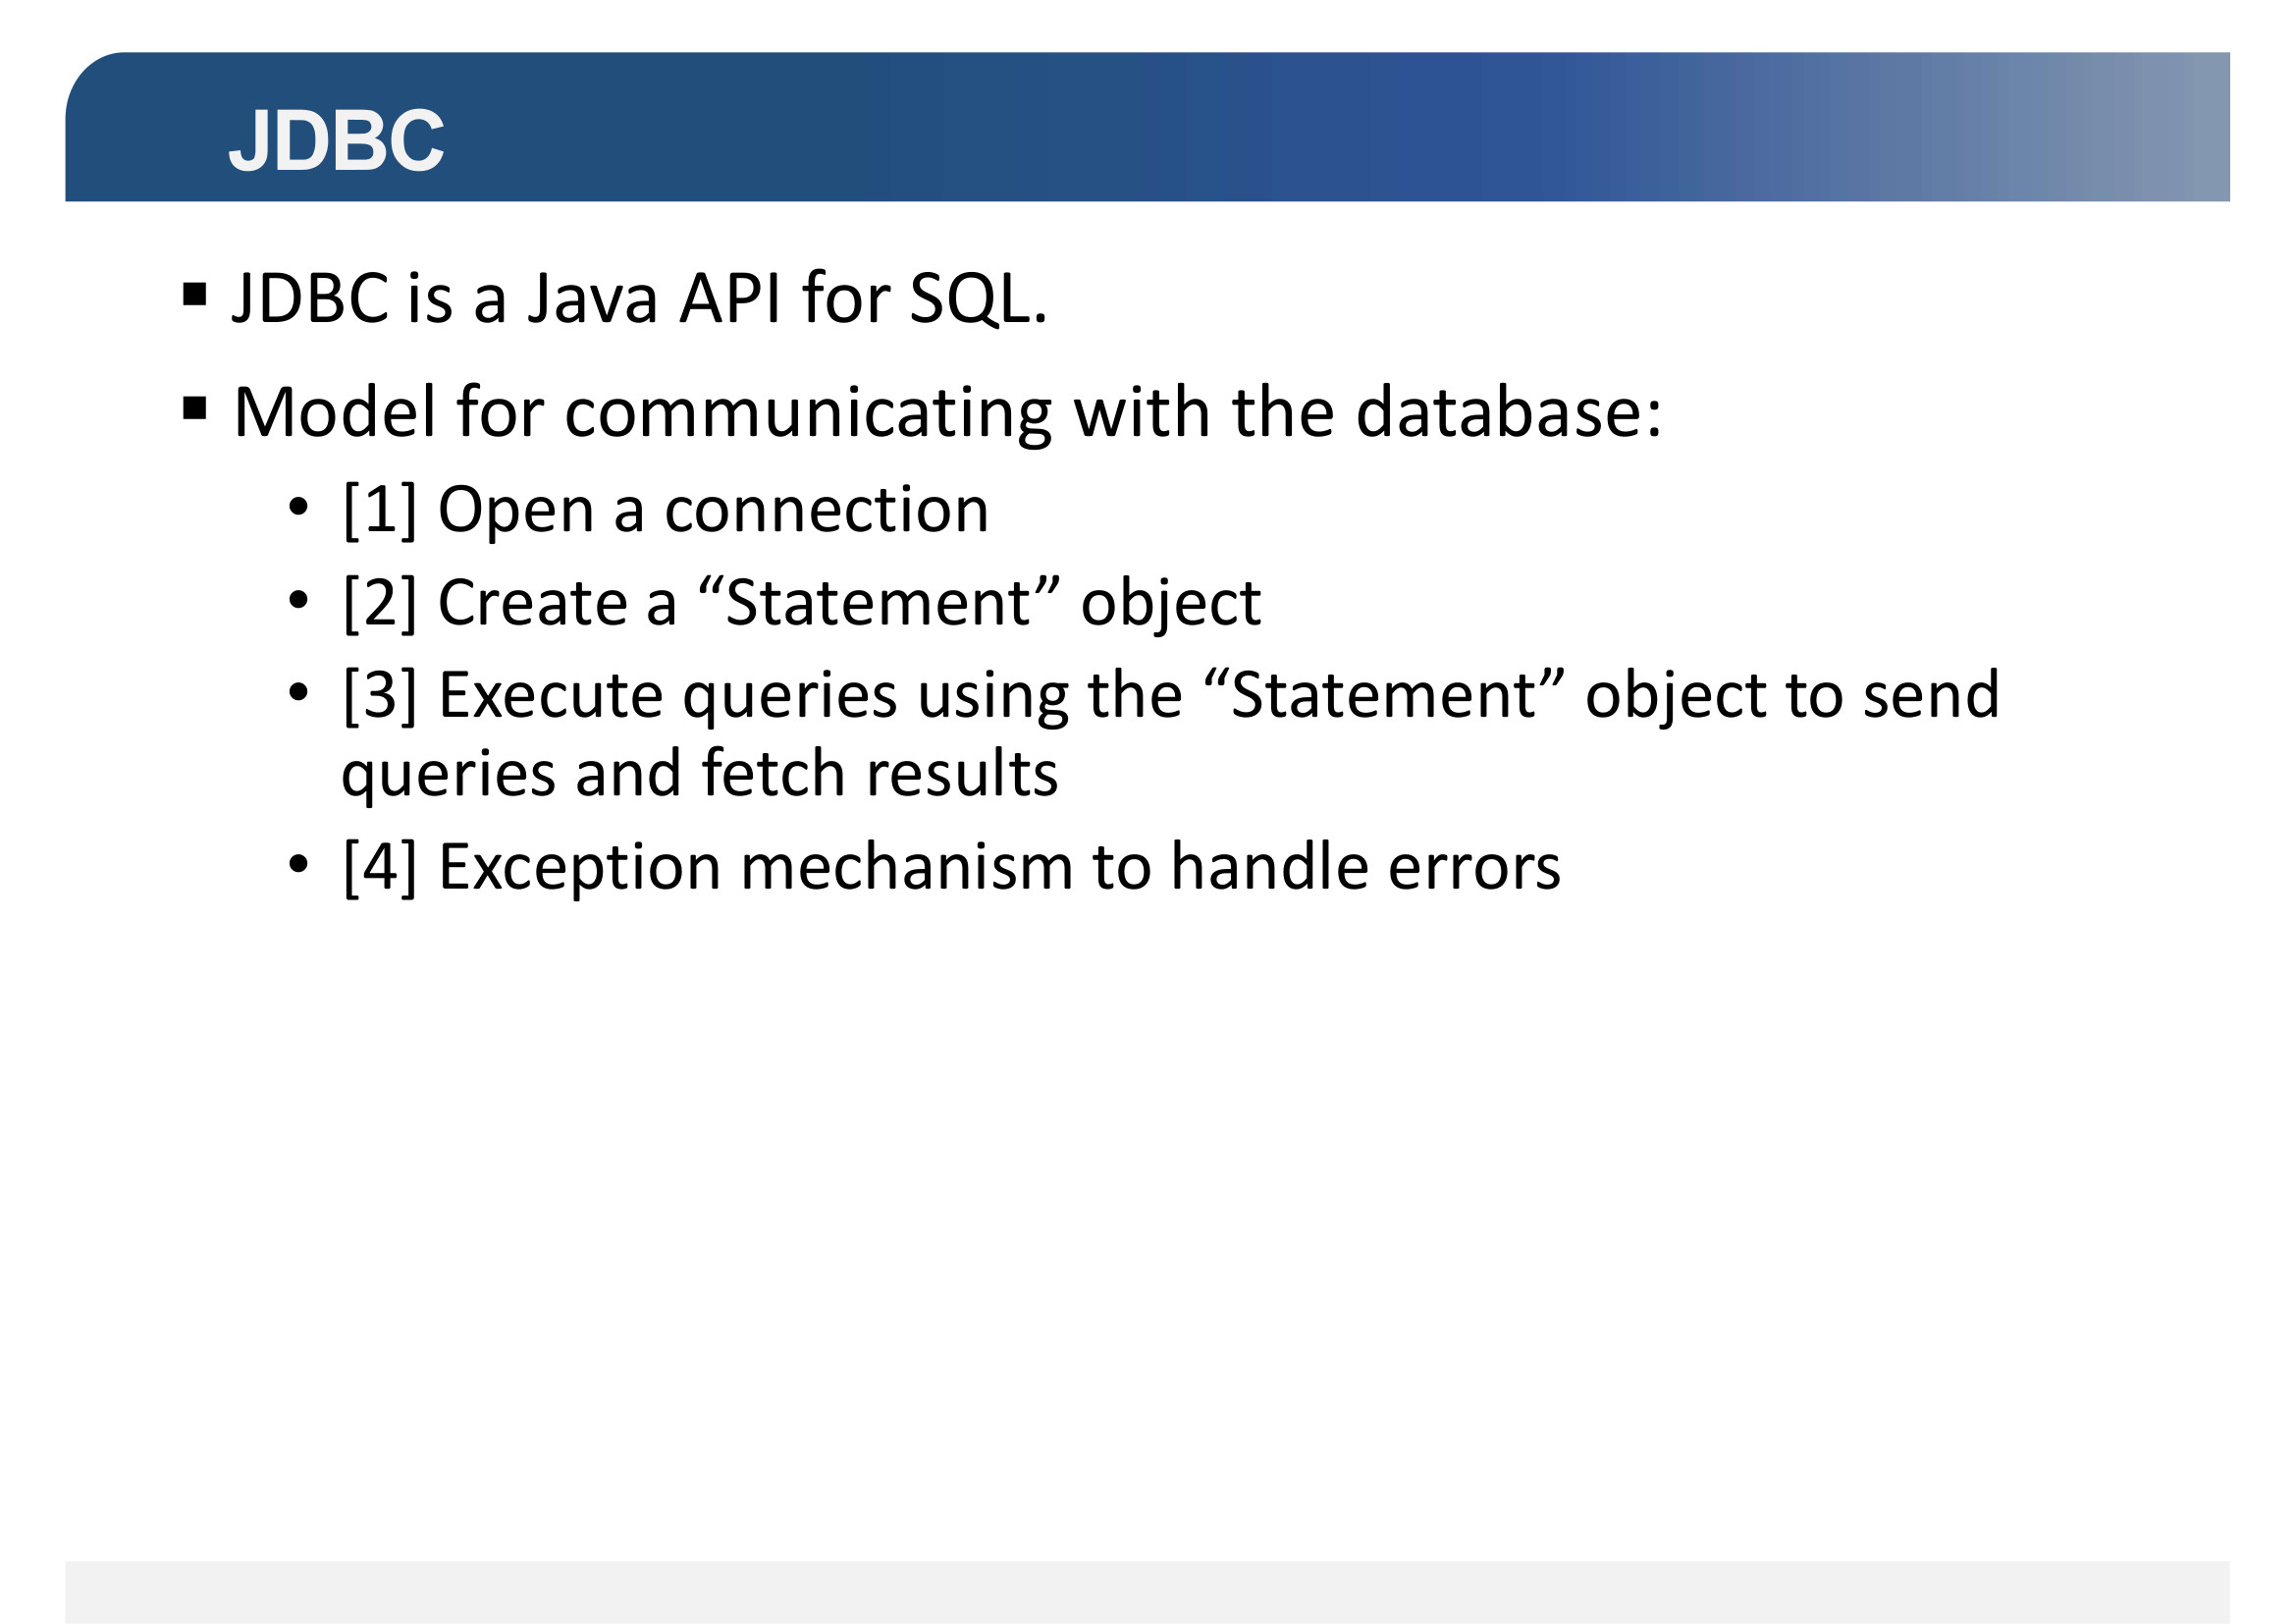 JDBC
▪ JDBC is a Java API for SQL.
▪ Model for communicating with the database:
• [1] Open a connection
• [2] Create a “Statement” object
• [3] Execute queries using the “Statement” object to send
queries and fetch results
• [4] Exception mechanism to handle errors